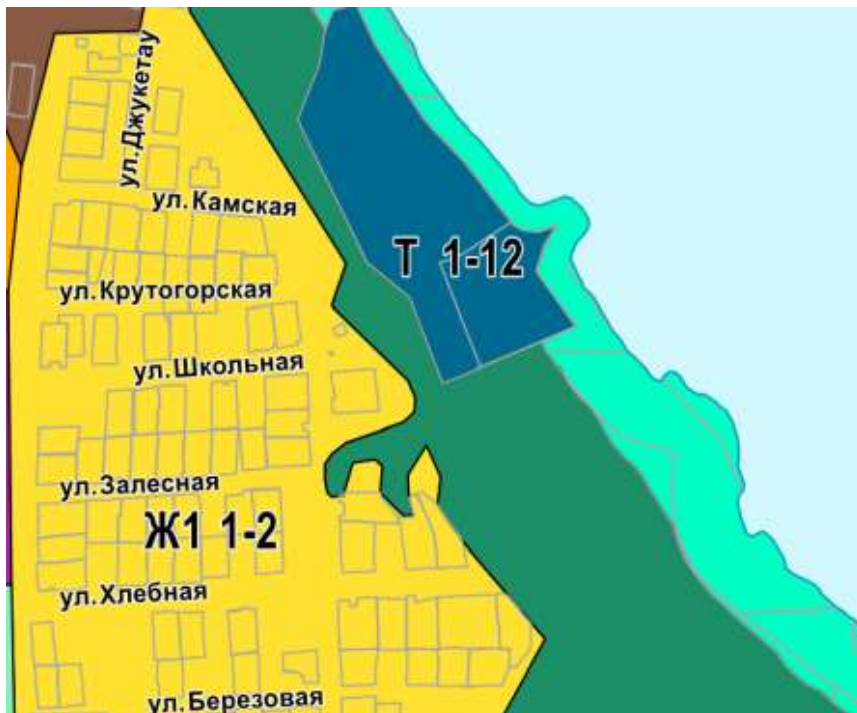 ул.Джукетау
ул.Камская
Т 1-12
ул.Крутогорская
ул.Школьная
ул.Залесная
Ж1 1-2
ул.Хлебная
ул.Березовая